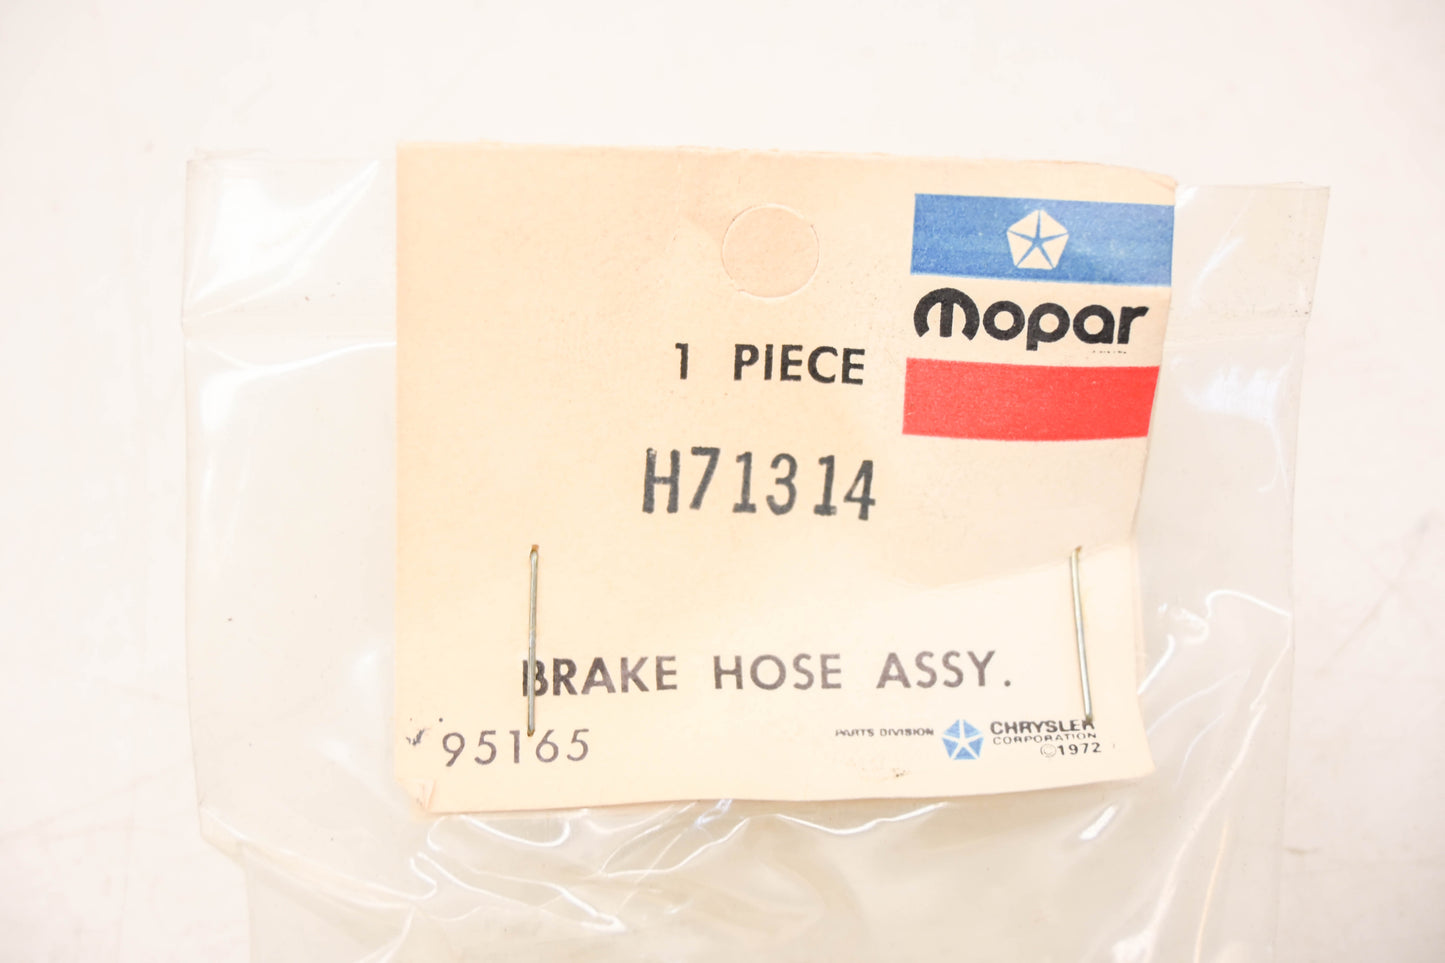 Mopar
1 PIECE
H71314
BRAKE HOSE ASSY.
95165
PARTS DIVISION
CHRYSLER
CORPORATION
©1972